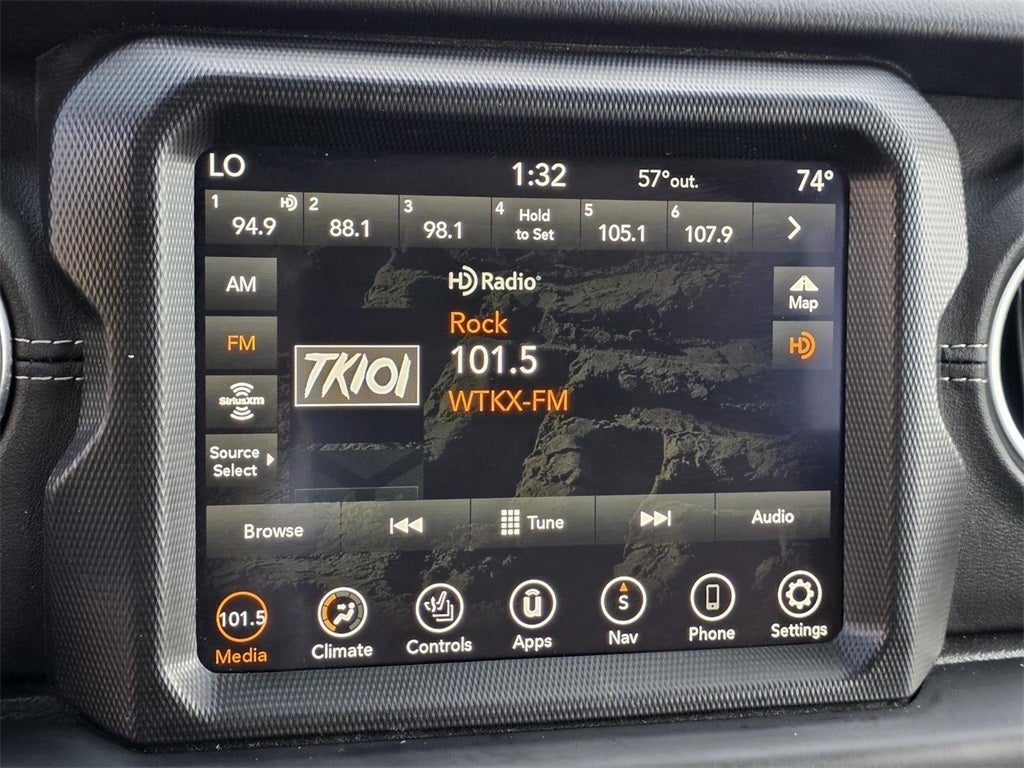 LO 1:32 57° out. 74°
1 HD 2 3 4 Hold 5 6
94.9 88.1 98.1 to Set 105.1 107.9
AM HD Radio® Map
Rock
FM TK101 101.5 HD
SiriusXM WTKX-FM
Source
Select
Browse Tune Audio
101.5 û S
Media Climate Controls Apps Nav Phone Settings